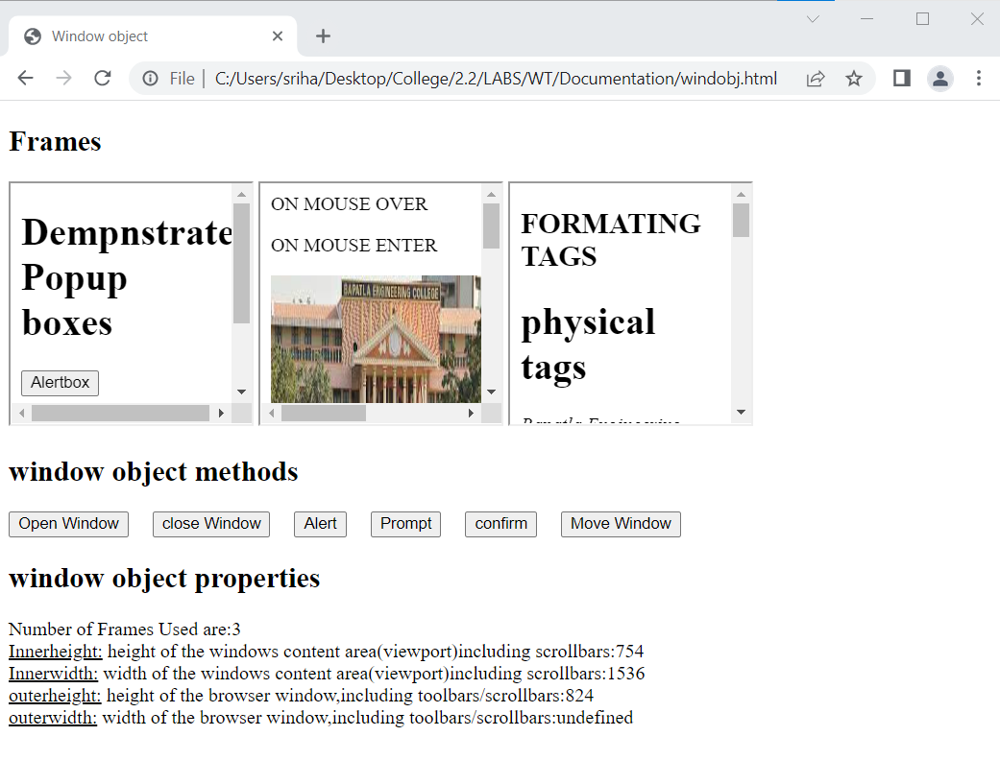 Window object
File | C:/Users/sriha/Desktop/College/2.2/LABS/WT/Documentation/windobj.html
Frames
Dempnstrate
Popup
boxes
Alertbox
ON MOUSE OVER
ON MOUSE ENTER
BAPATLA ENGINEERING COLLEGE
FORMATING
TAGS
physical
tags
Bapatla Engineering
window object methods
Open Window close Window Alert Prompt confirm Move Window
window object properties
Number of Frames Used are:3
Innerheight: height of the windows content area(viewport)including scrollbars:754
Innerwidth: width of the windows content area(viewport)including scrollbars:1536
outerheight: height of the browser window,including toolbars/scrollbars:824
outerwidth: width of the browser window,including toolbars/scrollbars:undefined